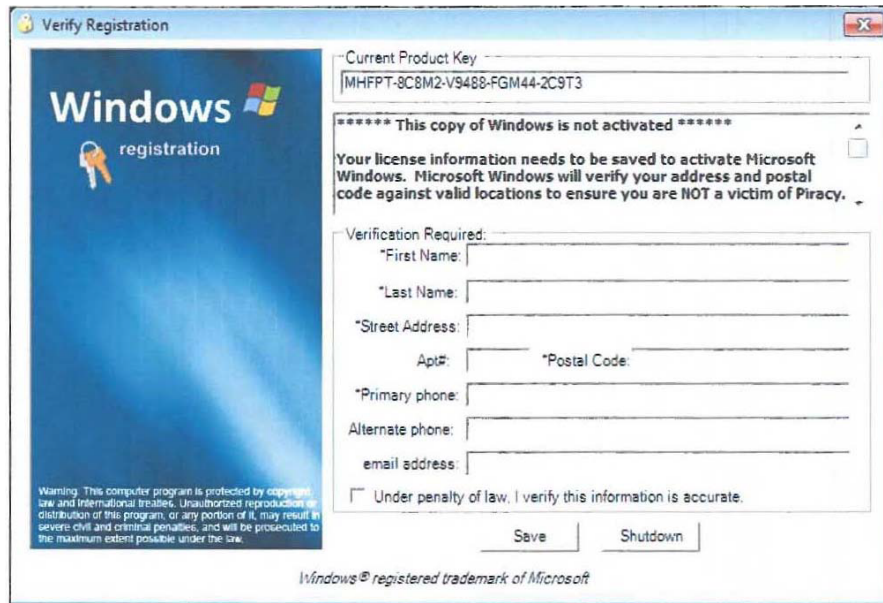 Verify Registration
Windows
registration
Warning: This computer program is protected by copyright
law and international treaties. Unauthorized reproduction or
distribution of this program, or any portion of it, may result in
severe civil and criminal penalties, and will be prosecuted to
the maximum extent possible under the law.
Current Product Key
MHFPT-8C8M2-V9488-FGM44-2C9T3
****** This copy of Windows is not activated ******
Your license information needs to be saved to activate Microsoft
Windows. Microsoft Windows will verify your address and postal
code against valid locations to ensure you are NOT a victim of Piracy.
Verification Required:
*First Name:
*Last Name:
*Street Address:
Apt#: *Postal Code:
*Primary phone:
Alternate phone:
email address:
Under penalty of law, I verify this information is accurate.
Save Shutdown
Windows® registered trademark of Microsoft